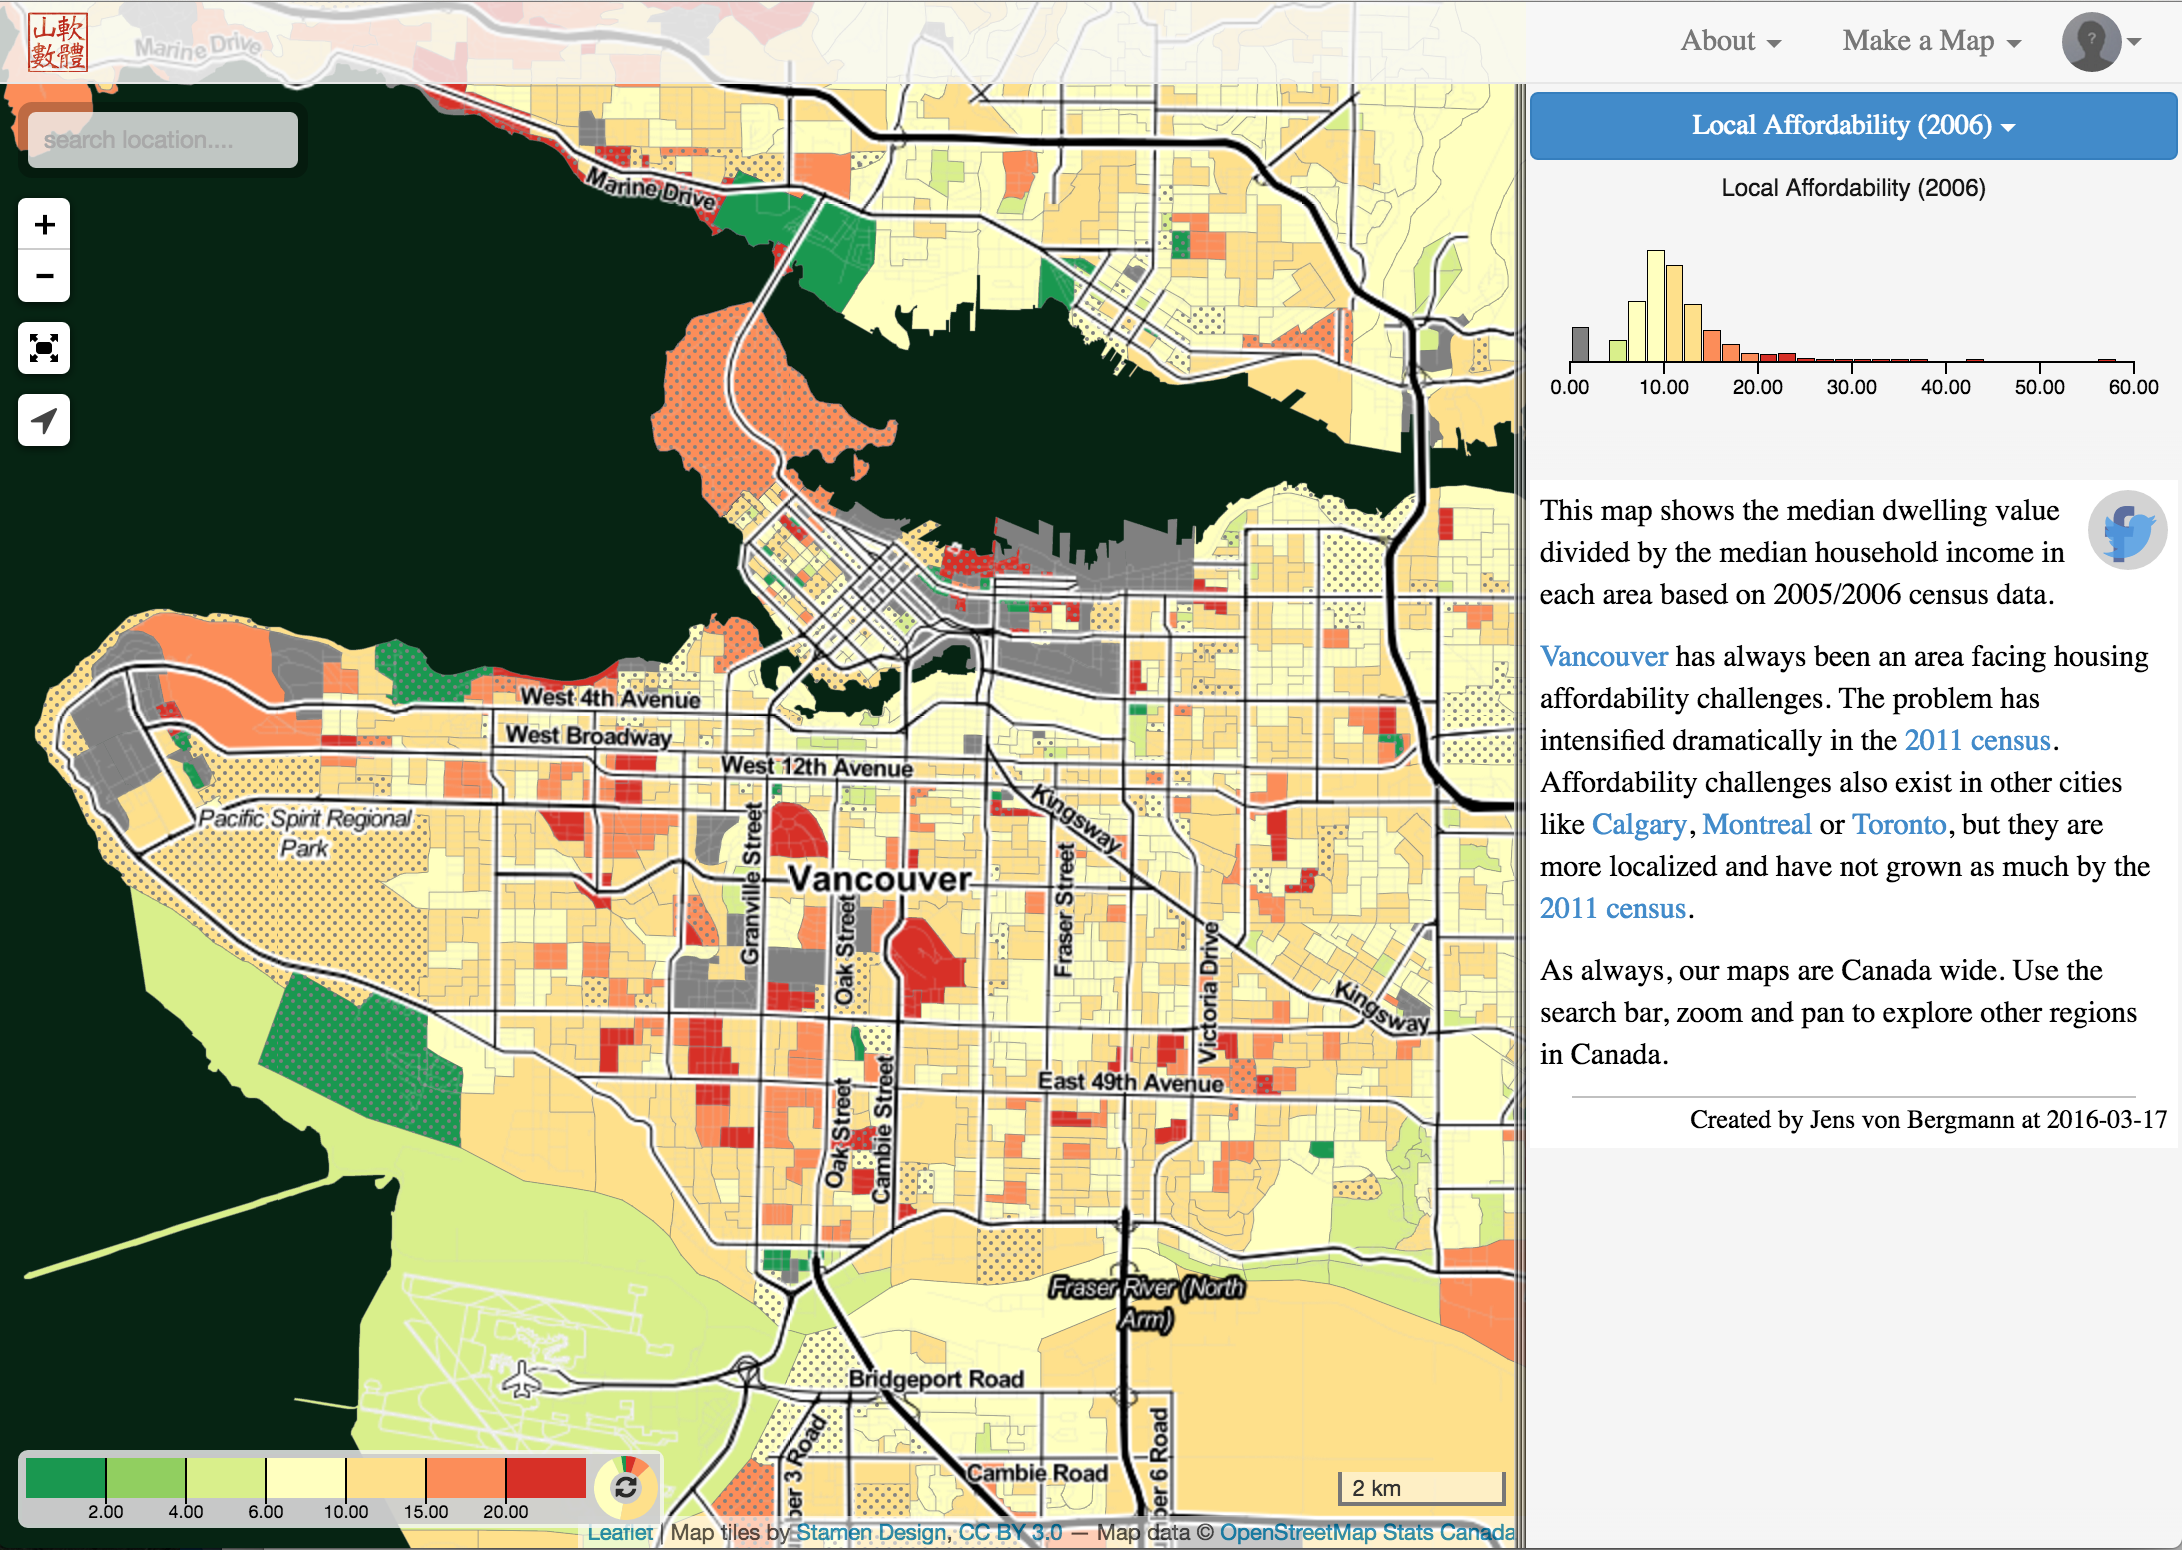 山軟
數體
Marine Drive
About
Make a Map
?
search location....
+
−
Marine Drive
West 4th Avenue
West Broadway
West 12th Avenue
Pacific Spirit Regional
Park
Granville Street
Vancouver
Oak Street
Kingsway
Fraser Street
Victoria Drive
Kingsway
East 49th Avenue
Oak Street
Cambie Street
Fraser River (North
Arm)
Bridgeport Road
Cambie Road
ber 3 Road
ber 6 Road
2.00 4.00 6.00 10.00 15.00 20.00
2 km
Leaflet | Map tiles by Stamen Design, CC BY 3.0 — Map data © OpenStreetMap Stats Canada
Local Affordability (2006)
Local Affordability (2006)
0.00 10.00 20.00 30.00 40.00 50.00 60.00
This map shows the median dwelling value
divided by the median household income in
each area based on 2005/2006 census data.
Vancouver has always been an area facing housing
affordability challenges. The problem has
intensified dramatically in the 2011 census.
Affordability challenges also exist in other cities
like Calgary, Montreal or Toronto, but they are
more localized and have not grown as much by the
2011 census.
As always, our maps are Canada wide. Use the
search bar, zoom and pan to explore other regions
in Canada.
Created by Jens von Bergmann at 2016-03-17